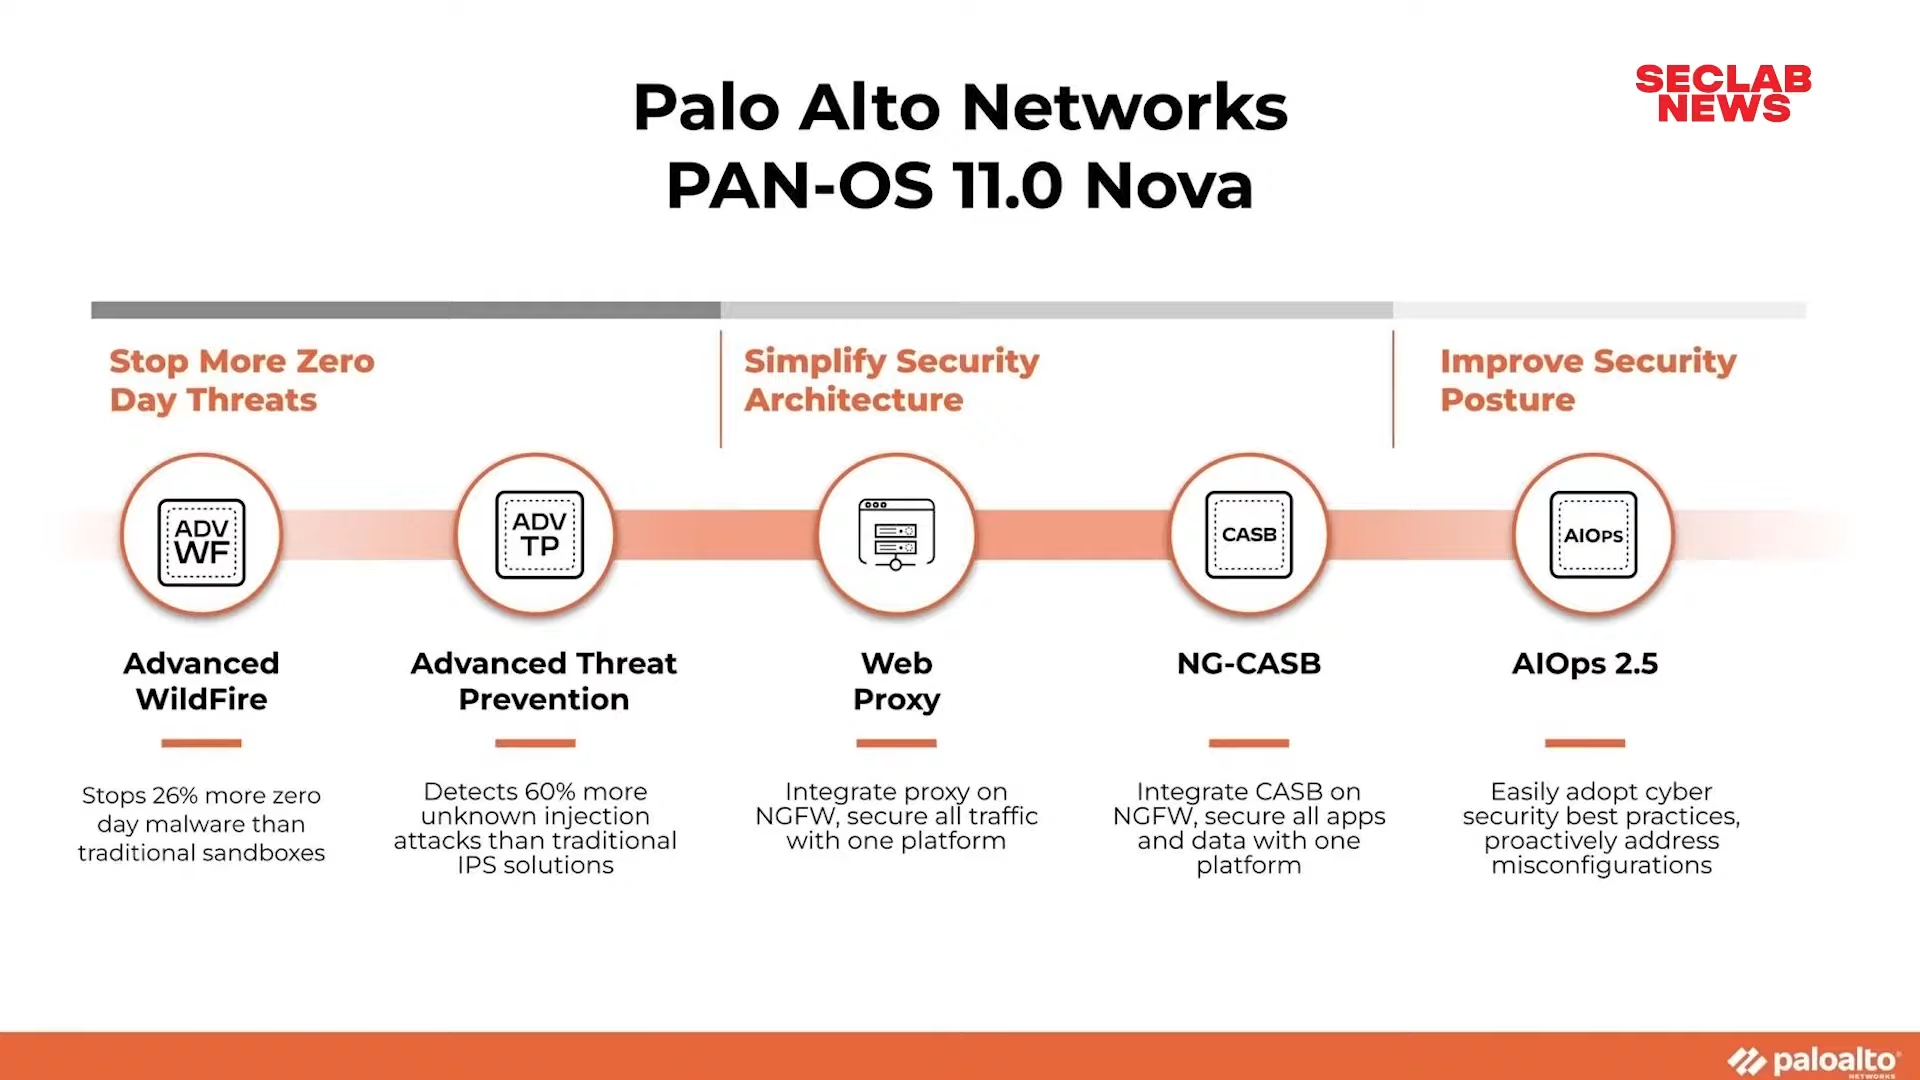 SECLAB
NEWS
Palo Alto Networks
PAN-OS 11.0 Nova
Stop More Zero
Day Threats
Simplify Security
Architecture
Improve Security
Posture
ADV
WF
ADV
TP
CASB
AIOPS
Advanced
WildFire
Advanced Threat
Prevention
Web
Proxy
NG-CASB
AIOps 2.5
Stops 26% more zero
day malware than
traditional sandboxes
Detects 60% more
unknown injection
attacks than traditional
IPS solutions
Integrate proxy on
NGFW, secure all traffic
with one platform
Integrate CASB on
NGFW, secure all apps
and data with one
platform
Easily adopt cyber
security best practices,
proactively address
misconfigurations
paloalto
NETWORKS